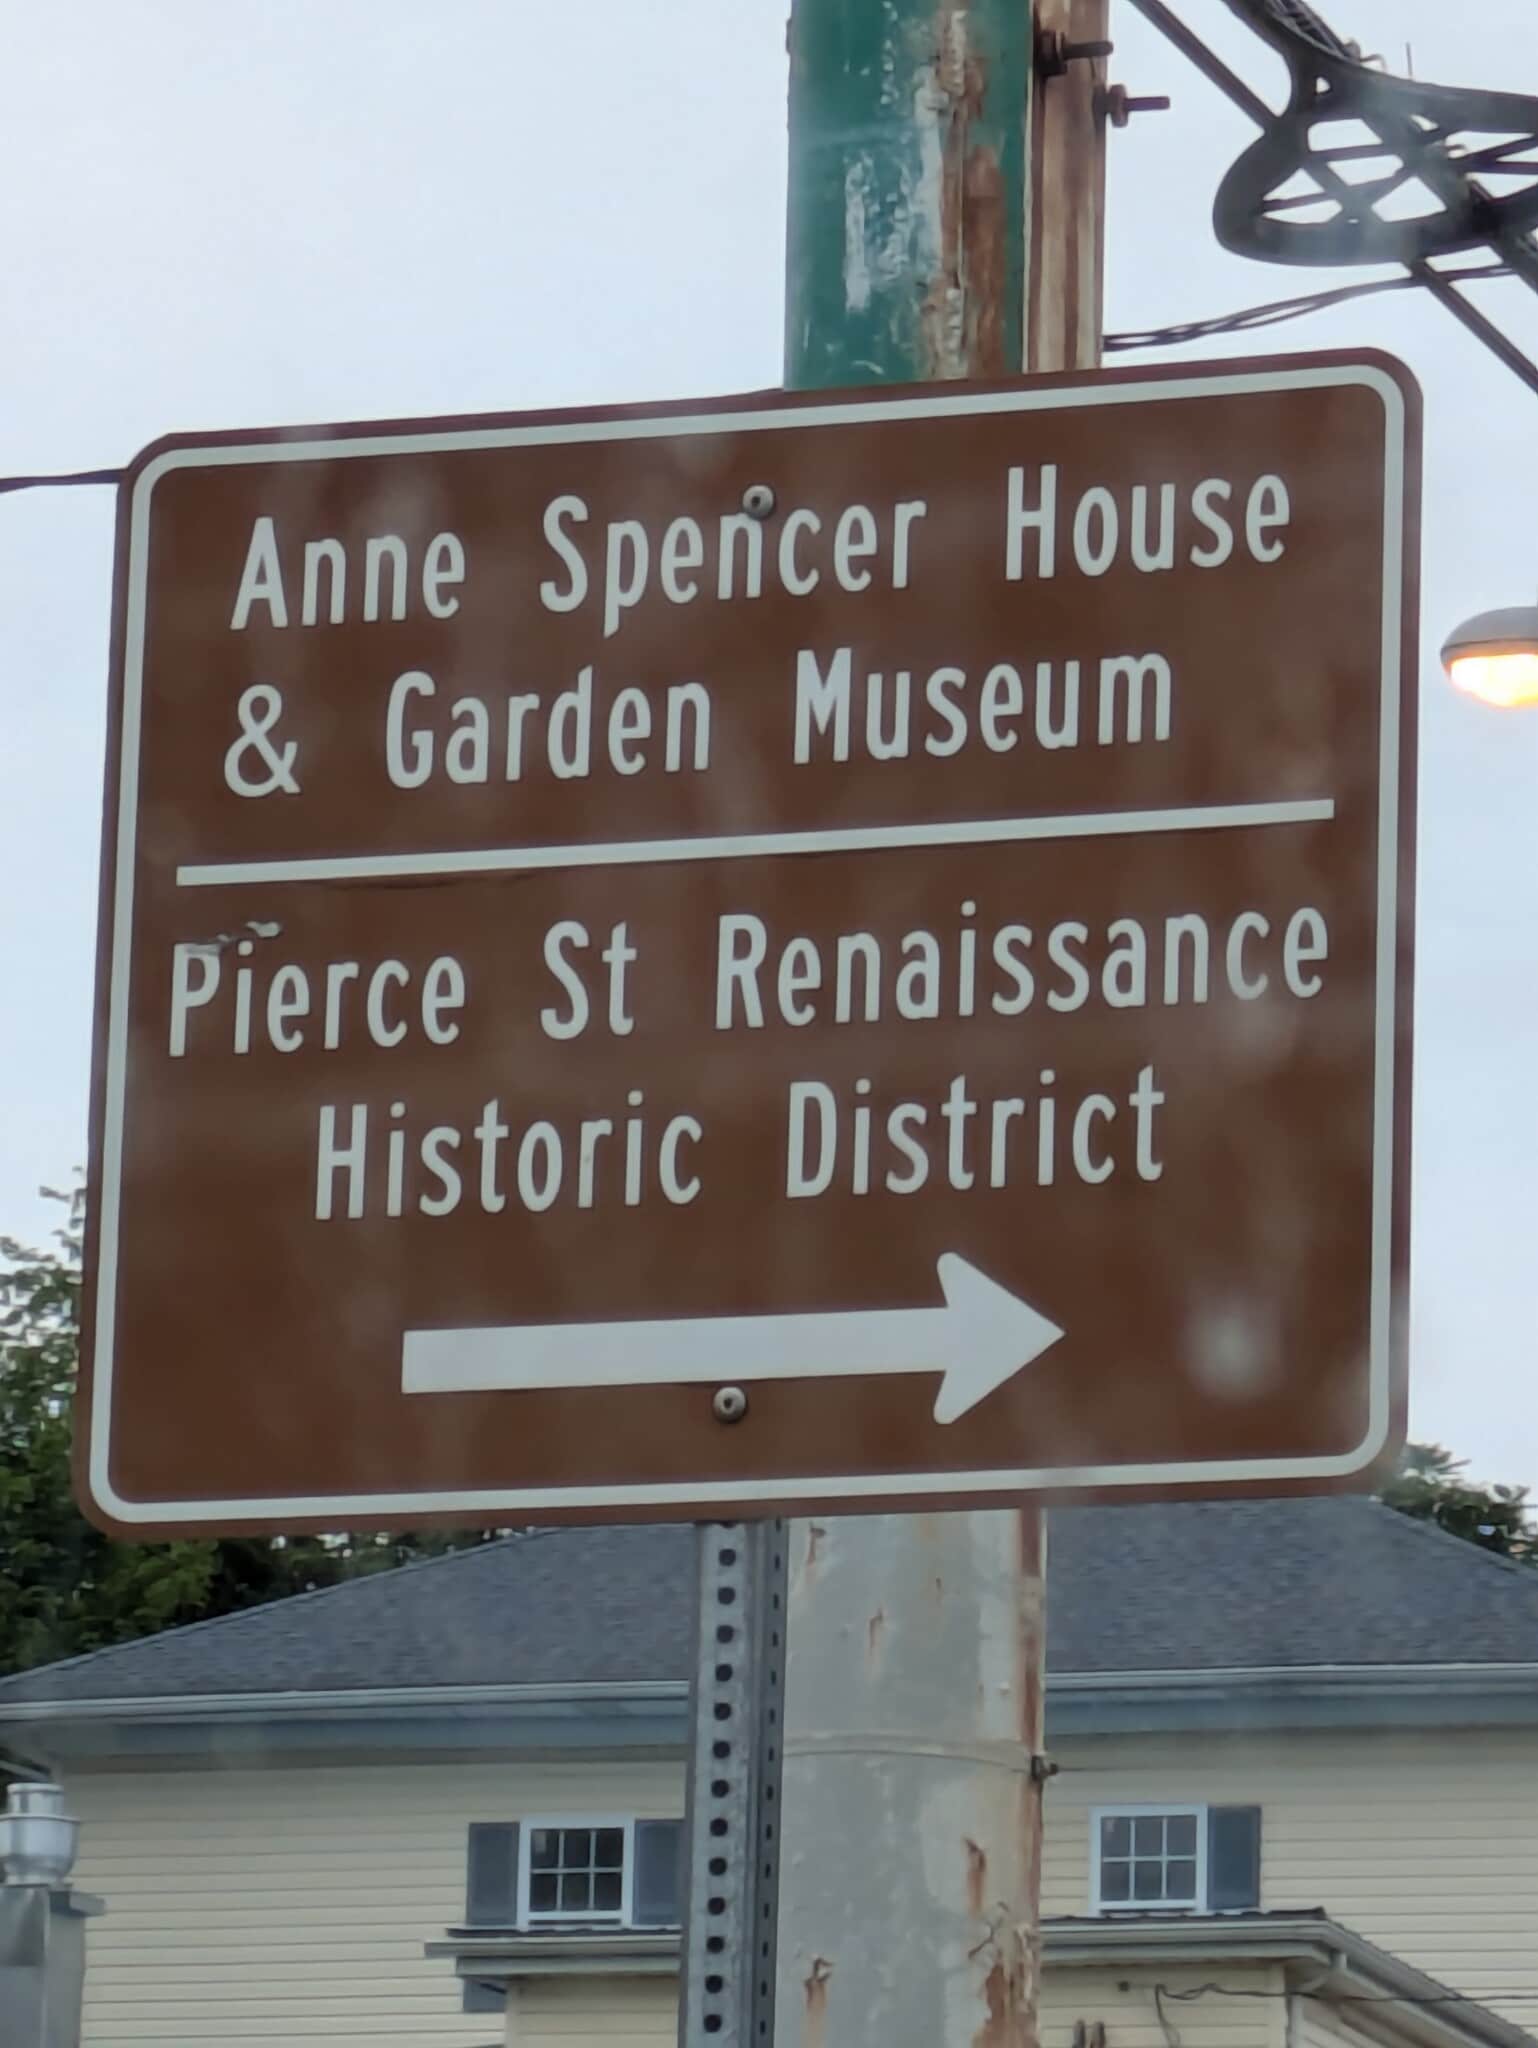 Anne Spencer House
& Garden Museum
Pierce St Renaissance
Historic District